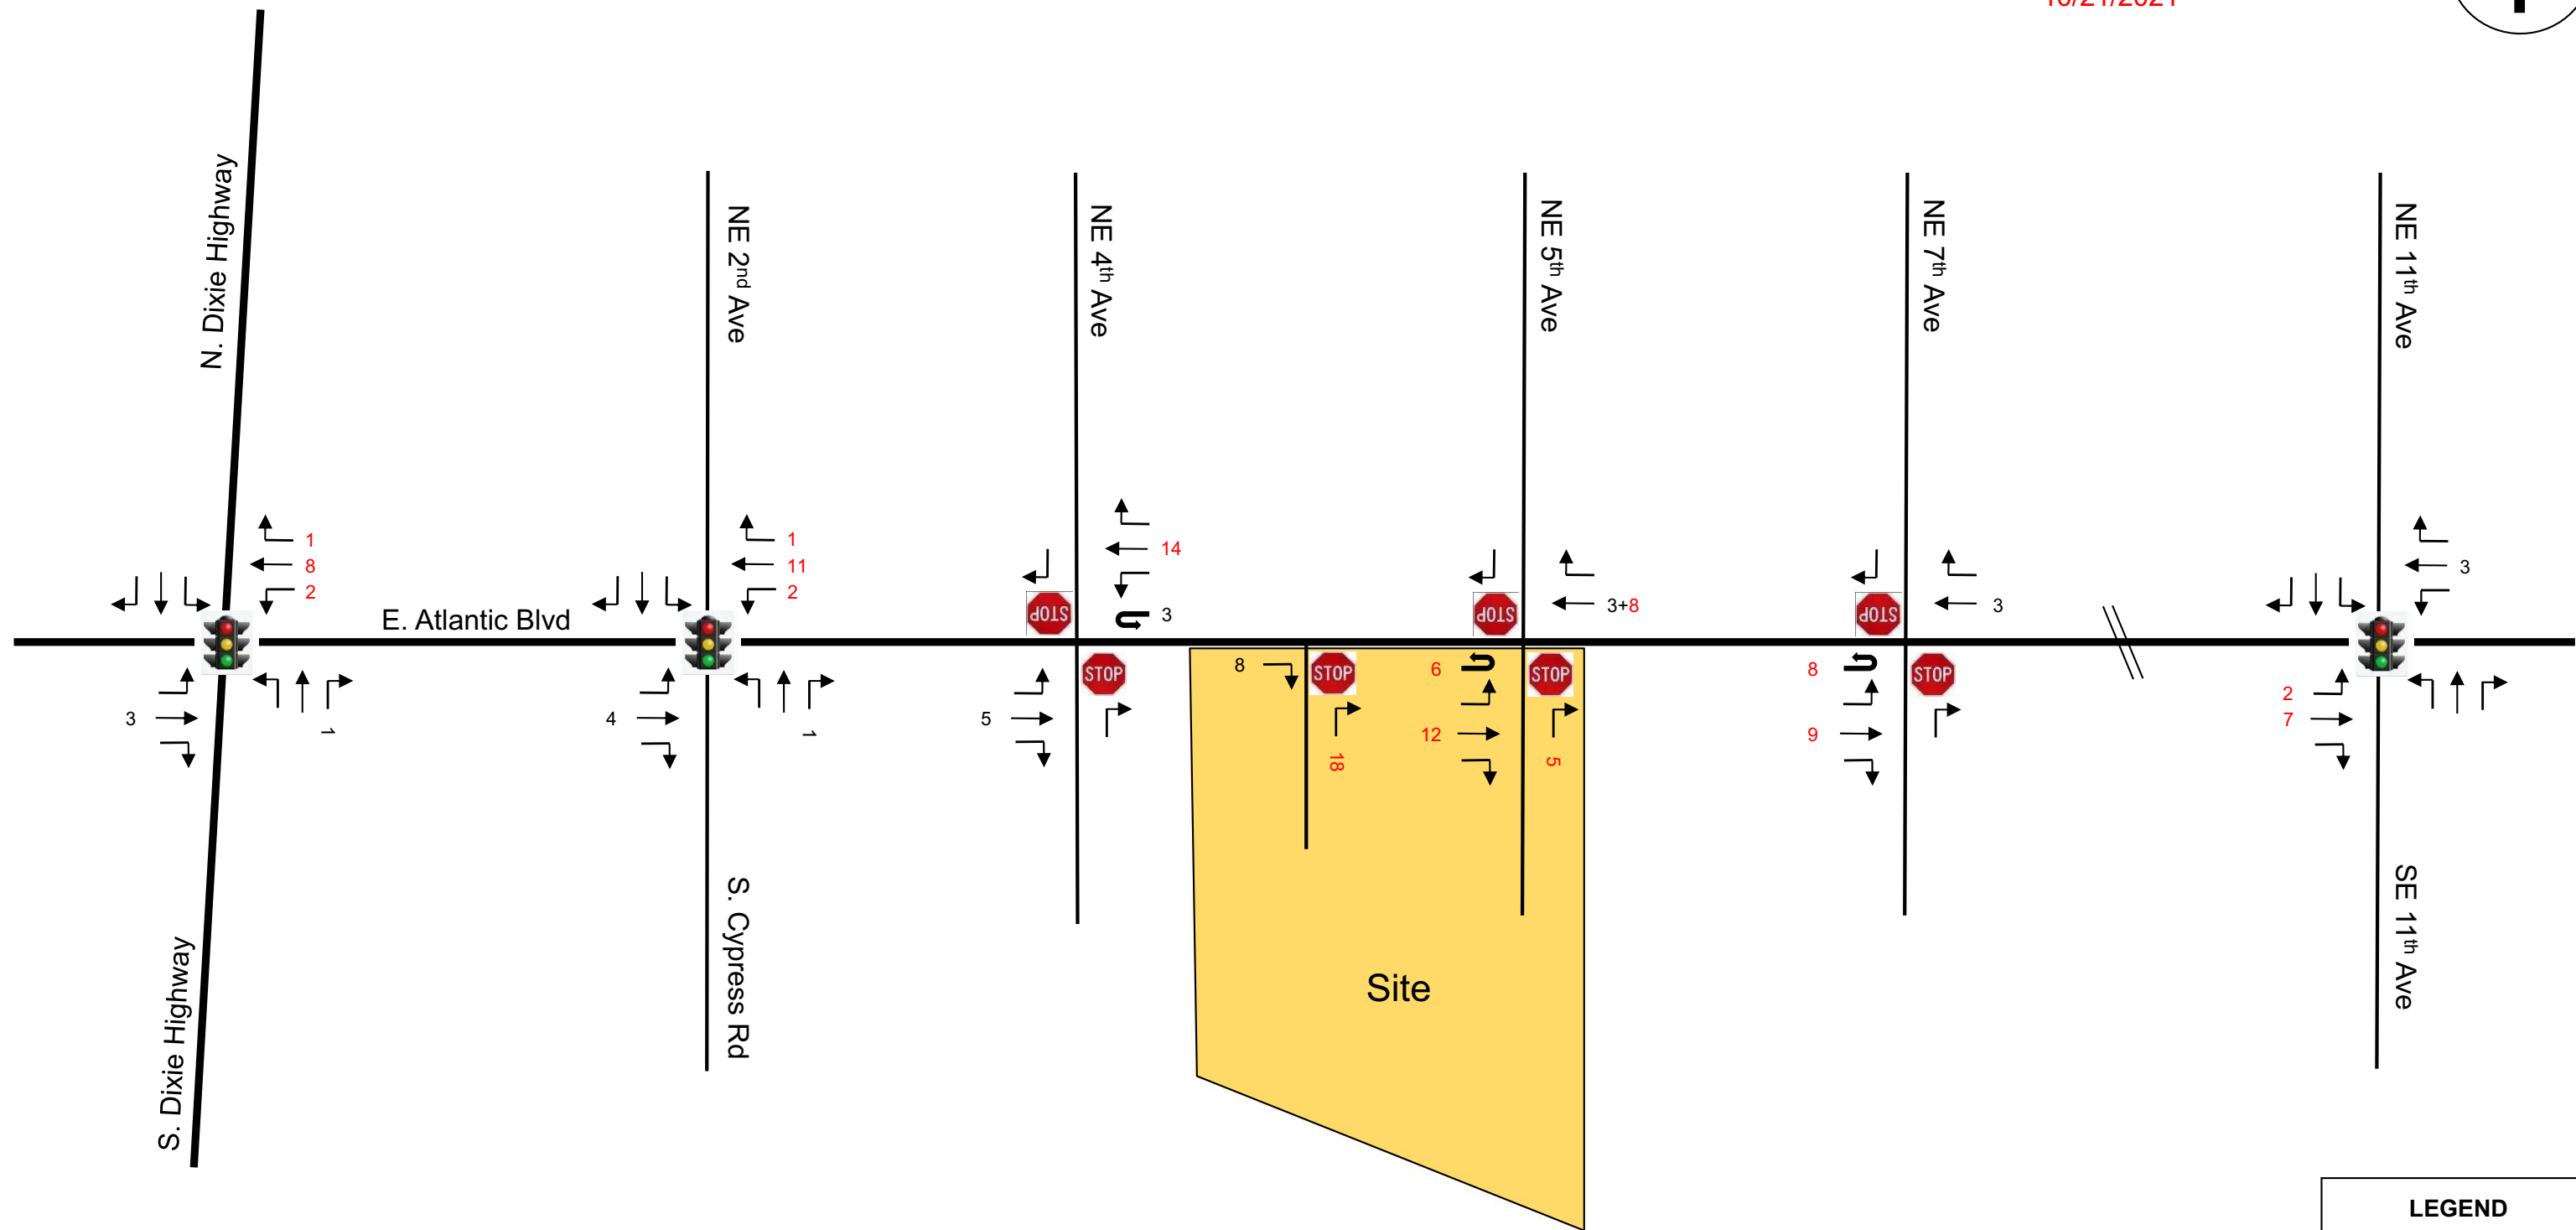 N. Dixie Highway
NE 2nd Ave
NE 4th Ave
NE 5th Ave
NE 7th Ave
NE 11th Ave
1
8
2
1
11
2
14
3
3+8
3
3
E. Atlantic Blvd
STOP
STOP
STOP
3
1
4
1
5
STOP
8
STOP
18
6
12
STOP
5
8
9
STOP
2
7
S. Dixie Highway
S. Cypress Rd
Site
SE 11th Ave
LEGEND